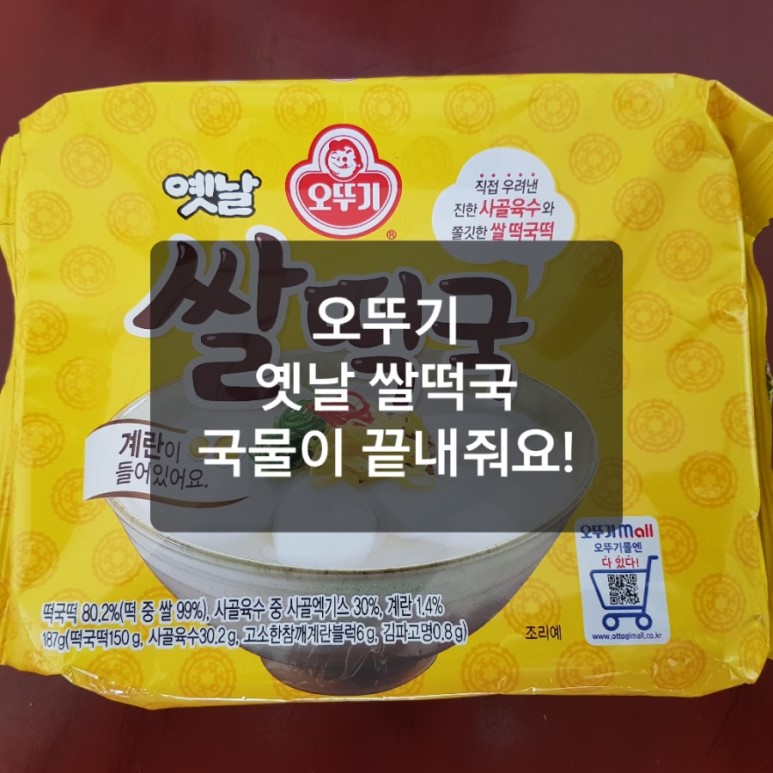 옛날
오뚜기
®
직접 우려낸
진한 사골육수와
쫄깃한 쌀 떡국떡
쌀 떡국
오뚜기
옛날 쌀떡국
국물이 끝내줘요!
계란이
들어있어요.
오뚜기mall
오뚜기몰엔
다 있다!
www.ottogimall.co.kr
떡국떡 80.2%(떡 중 쌀 99%), 사골육수 중 사골엑기스 30%, 계란 1.4%
187g(떡국떡150g, 사골육수30.2g, 고소한참깨계란블럭6g, 김파고명0.8g)
조리예